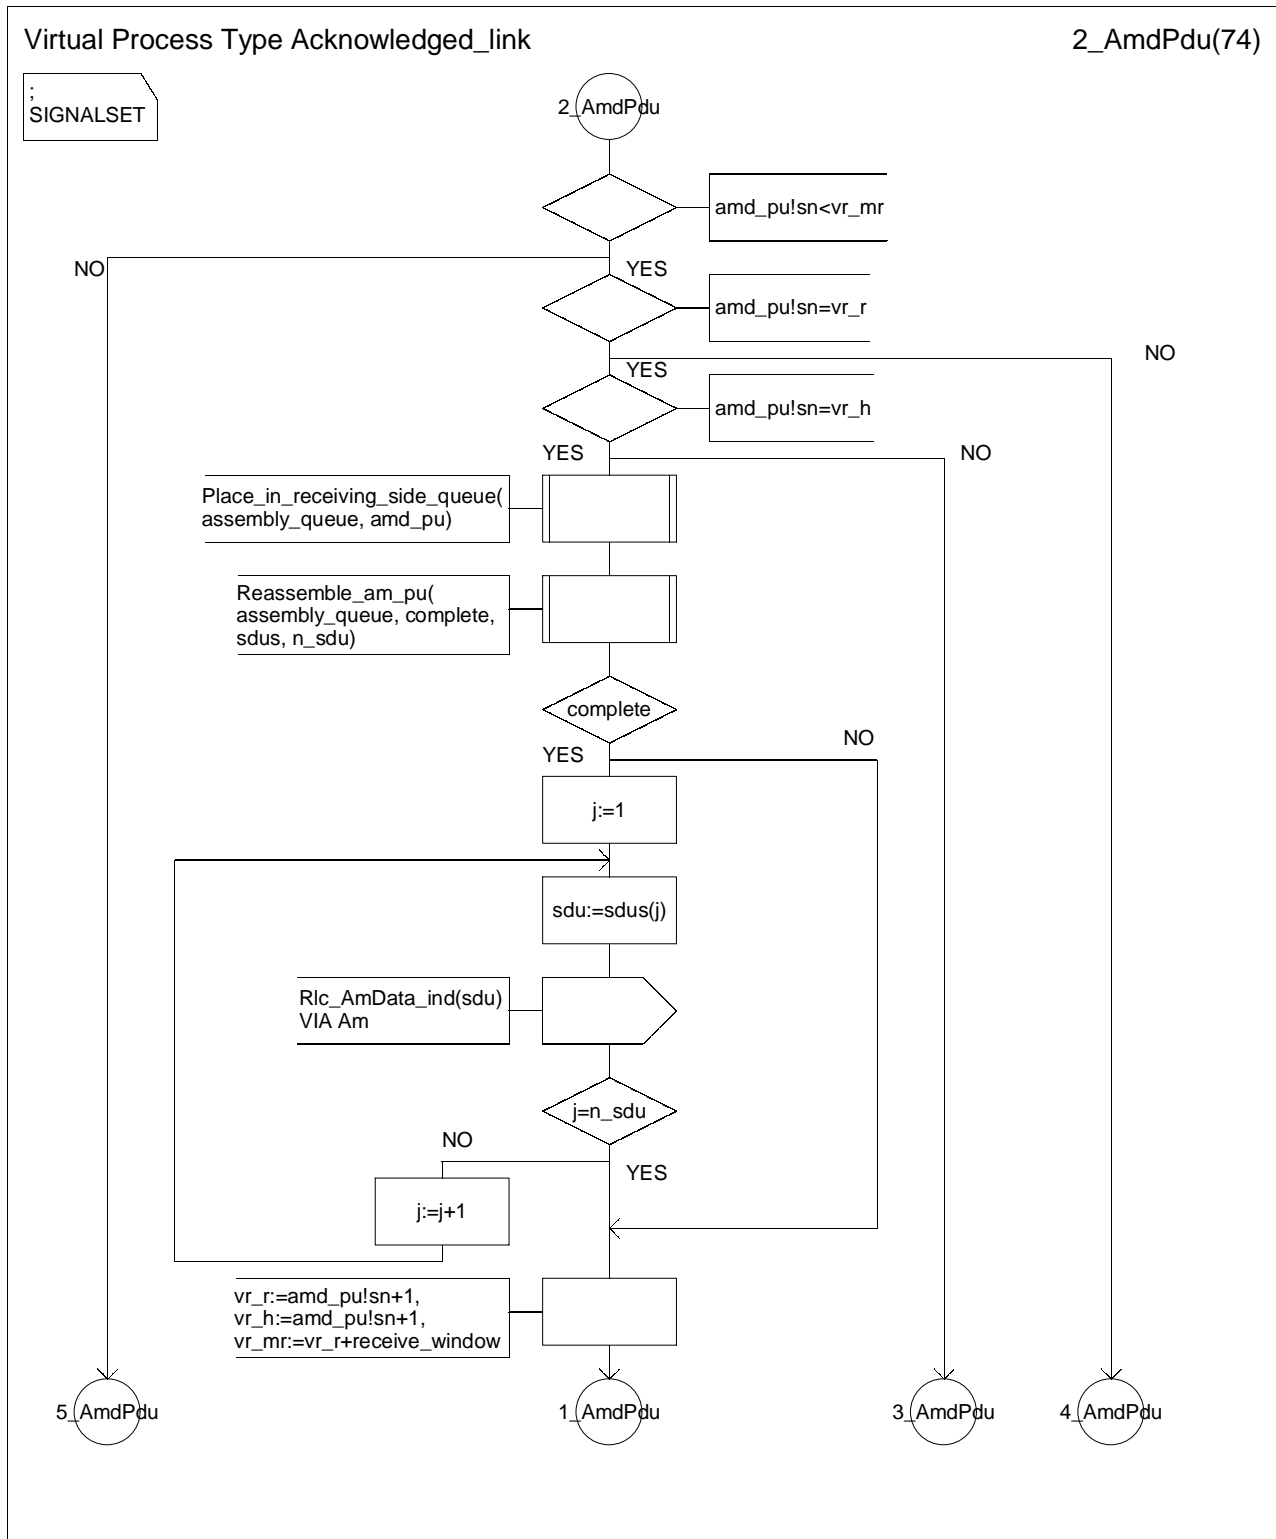 Virtual Process Type Acknowledged_link
2_AmdPdu(74)
;
SIGNALSET
2_AmdPdu
amd_pu!sn<vr_mr
NO
YES
amd_pu!sn=vr_r
NO
YES
amd_pu!sn=vr_h
YES
NO
Place_in_receiving_side_queue(
assembly_queue, amd_pu)
Reassemble_am_pu(
assembly_queue, complete,
sdus, n_sdu)
complete
NO
YES
j:=1
sdu:=sdus(j)
Rlc_AmData_ind(sdu)
VIA Am
j=n_sdu
NO
YES
j:=j+1
vr_r:=amd_pu!sn+1,
vr_h:=amd_pu!sn+1,
vr_mr:=vr_r+receive_window
5_AmdPdu
1_AmdPdu
3_AmdPdu
4_AmdPdu